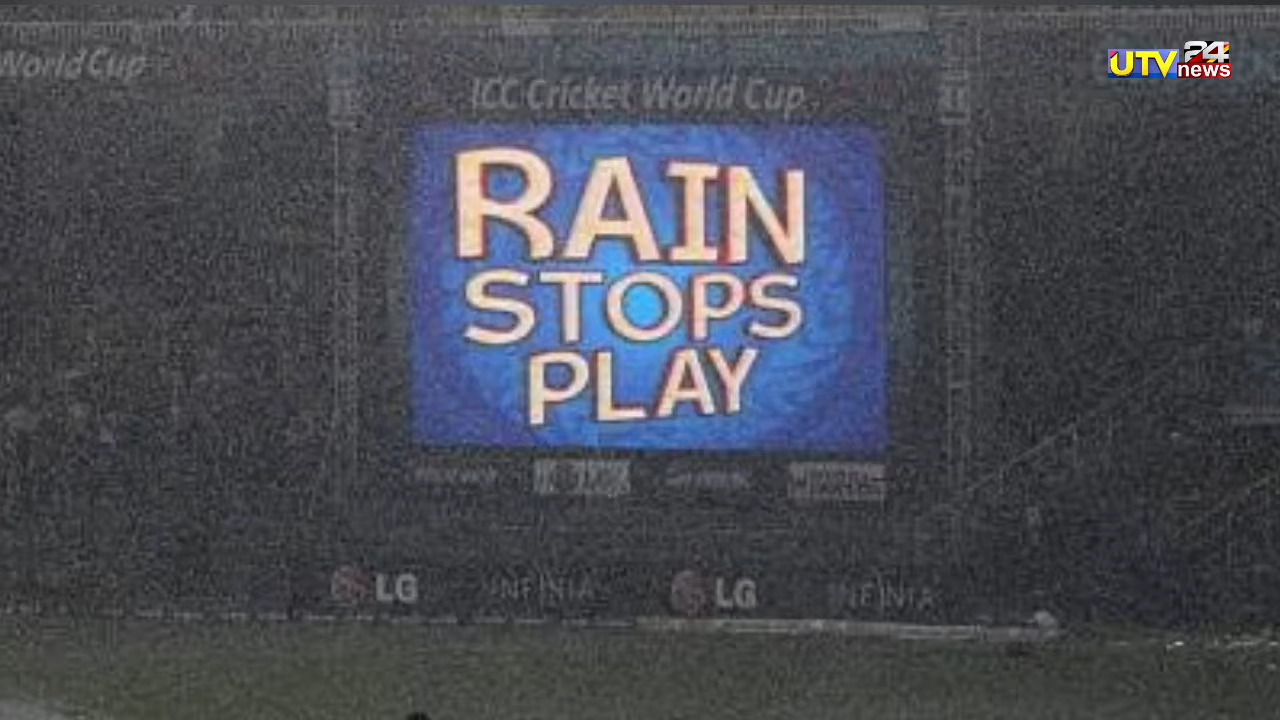 World Cup
UTV 24 news
ICC Cricket World Cup
RAIN
STOPS
PLAY
LG
LG